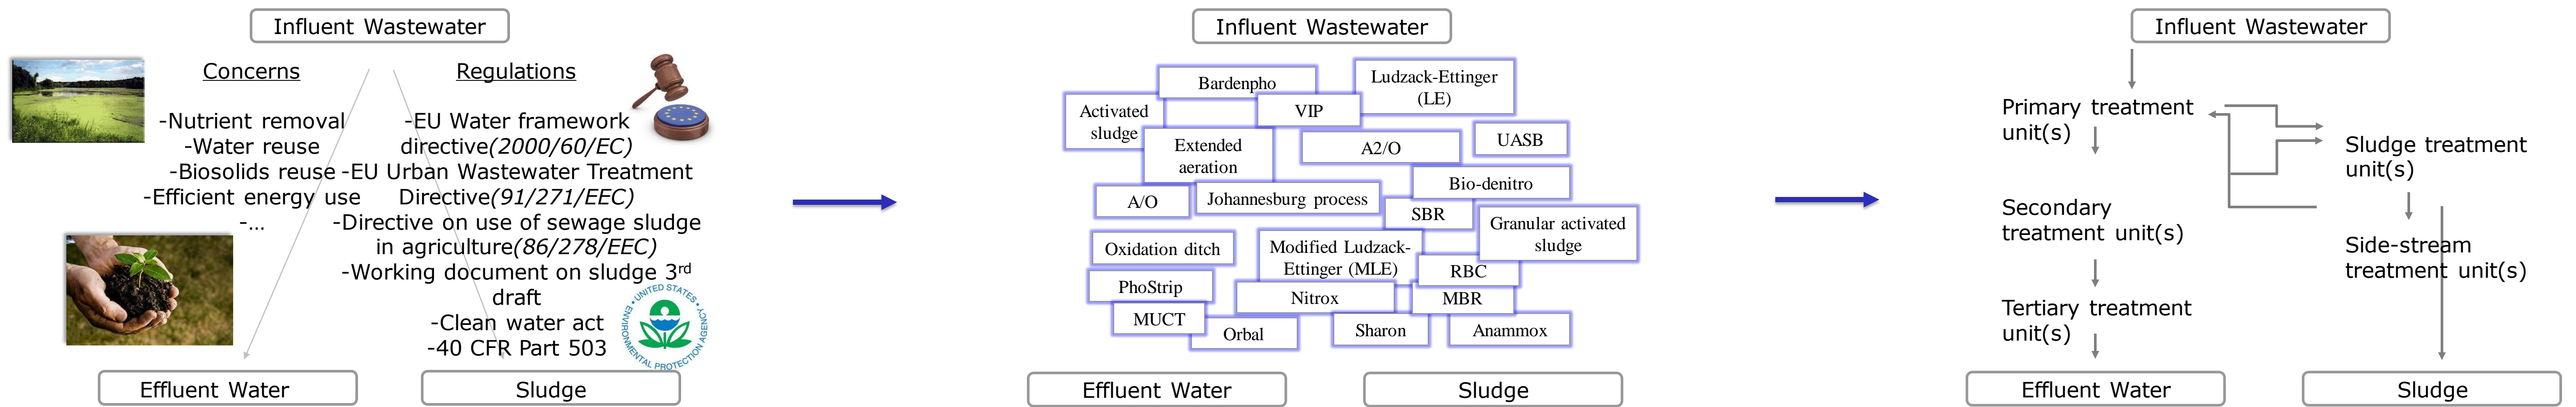 Influent Wastewater
Concerns
-Nutrient removal
-Water reuse
-Biosolids reuse
-Efficient energy use
-...
Regulations
-EU Water framework
directive(2000/60/EC)
-EU Urban Wastewater Treatment
Directive(91/271/EEC)
-Directive on use of sewage sludge
in agriculture(86/278/EEC)
-Working document on sludge 3rd
draft
-Clean water act
-40 CFR Part 503
UNITED STATES
ENVIRONMENTAL PROTECTION AGENCY
Effluent Water
Sludge
Influent Wastewater
Bardenpho
Ludzack-Ettinger
(LE)
Activated
sludge
VIP
Extended
aeration
A2/O
UASB
Bio-denitro
A/O
Johannesburg process
SBR
Granular activated
sludge
Oxidation ditch
Modified Ludzack-
Ettinger (MLE)
RBC
PhoStrip
Nitrox
MBR
MUCT
Orbal
Sharon
Anammox
Effluent Water
Sludge
Influent Wastewater
Primary treatment
unit(s)
Secondary
treatment unit(s)
Tertiary treatment
unit(s)
Sludge treatment
unit(s)
Side-stream
treatment unit(s)
Effluent Water
Sludge